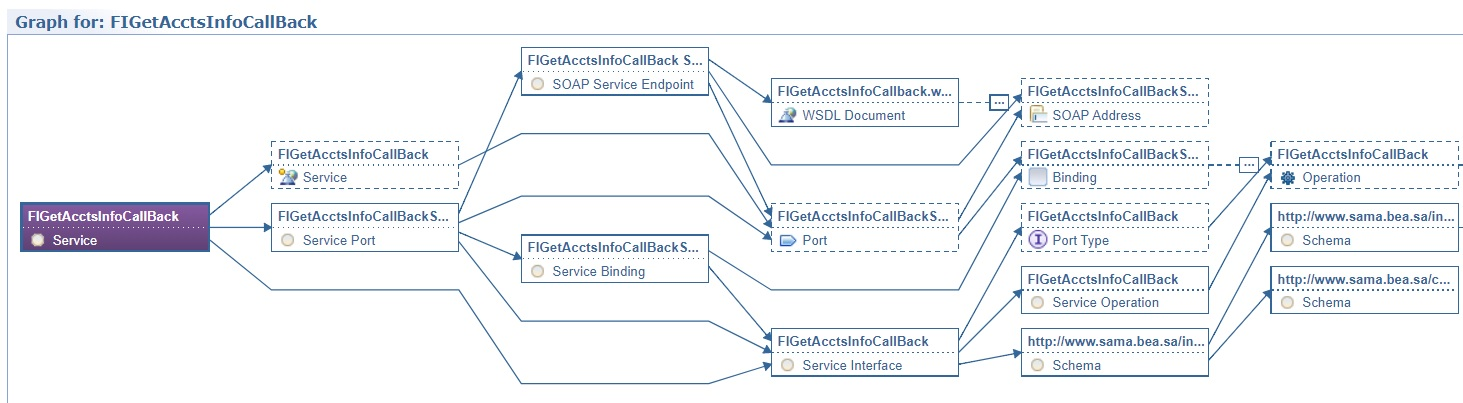 Graph for: FIGetAcctsInfoCallBack
FIGetAcctsInfoCallBack
Service
FIGetAcctsInfoCallBack
Service
FIGetAcctsInfoCallBackS...
Service Port
FIGetAcctsInfoCallBack S...
SOAP Service Endpoint
FIGetAcctsInfoCallBackS...
Service Binding
FIGetAcctsInfoCallback.w...
WSDL Document
...
FIGetAcctsInfoCallBackS...
Port
FIGetAcctsInfoCallBack
Service Interface
FIGetAcctsInfoCallBackS...
SOAP Address
FIGetAcctsInfoCallBackS...
Binding
...
FIGetAcctsInfoCallBack
Port Type
FIGetAcctsInfoCallBack
Service Operation
http://www.sama.bea.sa/in...
Schema
FIGetAcctsInfoCallBack
Operation
http://www.sama.bea.sa/in...
Schema
http://www.sama.bea.sa/c...
Schema